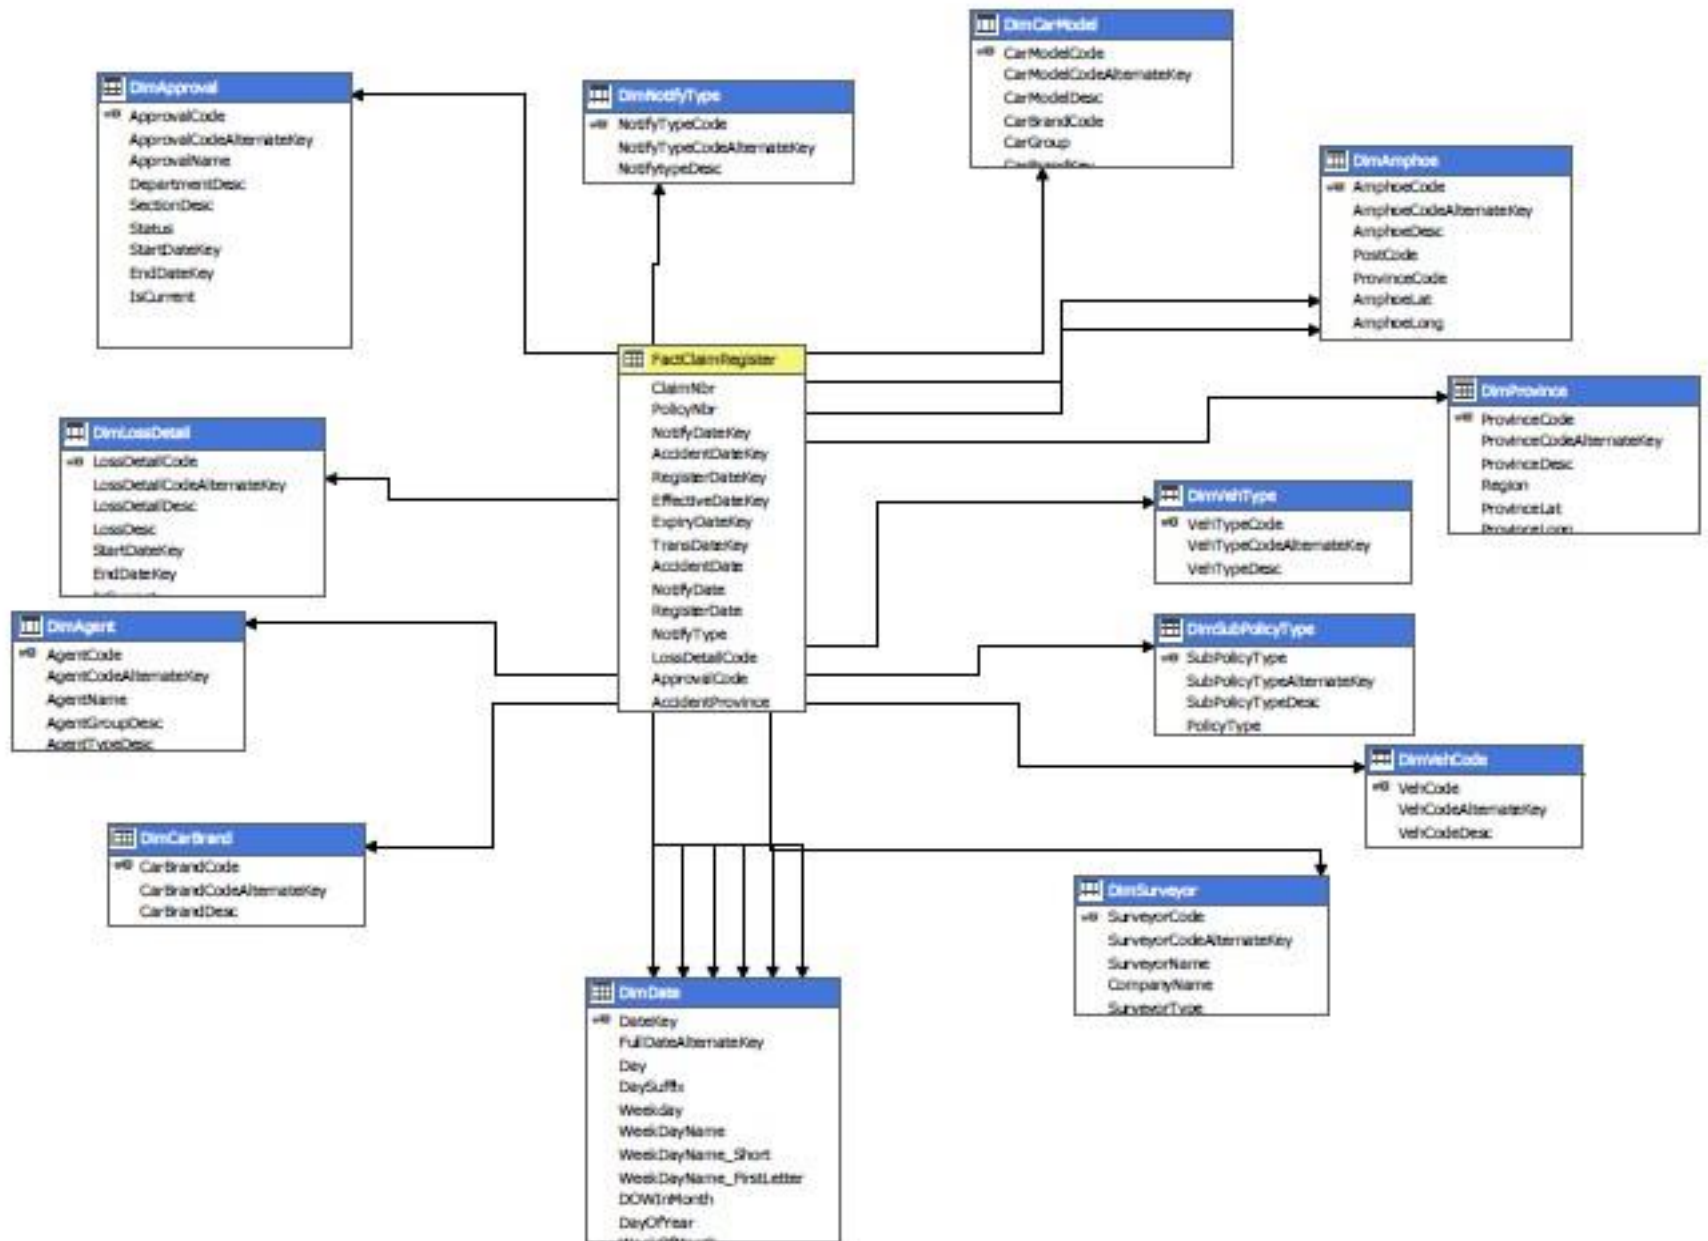 DimCarModel
CarModelCode
CarModelCodeAlternateKey
CarModelDesc
CarBrandCode
CarGroup
CarBrandKey
DimApproval
ApprovalCode
ApprovalCodeAlternateKey
ApprovalName
DepartmentDesc
SectionDesc
Status
StartDateKey
EndDateKey
IsCurrent
DimNotifyType
NotifyTypeCode
NotifyTypeCodeAlternateKey
NotifytypeDesc
DimAmphoe
AmphoeCode
AmphoeCodeAlternateKey
AmphoeDesc
PostCode
ProvinceCode
AmphoeLat
AmphoeLong
FactClaimRegister
ClaimNbr
PolicyNbr
NotifyDateKey
AccidentDateKey
RegisterDateKey
EffectiveDateKey
ExpiryDateKey
TransDateKey
AccidentDate
NotifyDate
RegisterDate
NotifyType
LossDetailCode
ApprovalCode
AccidentProvince
DimProvince
ProvinceCode
ProvinceCodeAlternateKey
ProvinceDesc
Region
ProvinceLat
ProvinceLong
DimLossDetail
LossDetailCode
LossDetailCodeAlternateKey
LossDetailDesc
LossDesc
StartDateKey
EndDateKey
DimVehType
VehTypeCode
VehTypeCodeAlternateKey
VehTypeDesc
DimAgent
AgentCode
AgentCodeAlternateKey
AgentName
AgentGroupDesc
AgentTypeDesc
DimSubPolicyType
SubPolicyType
SubPolicyTypeAlternateKey
SubPolicyTypeDesc
PolicyType
DimVehCode
VehCode
VehCodeAlternateKey
VehCodeDesc
DimCarBrand
CarBrandCode
CarBrandCodeAlternateKey
CarBrandDesc
DimSurveyor
SurveyorCode
SurveyorCodeAlternateKey
SurveyorName
CompanyName
SurveyorType
DimDate
DateKey
FullDateAlternateKey
Day
DaySuffix
Weekday
WeekDayName
WeekDayName_Short
WeekDayName_FirstLetter
DOWInMonth
DayOfYear